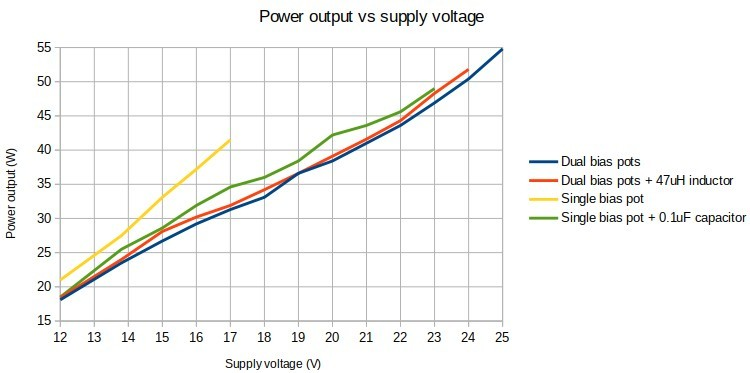 Power output vs supply voltage
55
50
45
40
35
30
25
20
15
Power output (W)
12 13 14 15 16 17 18 19 20 21 22 23 24 25
Supply voltage (V)
Dual bias pots
Dual bias pots + 47uH inductor
Single bias pot
Single bias pot + 0.1uF capacitor